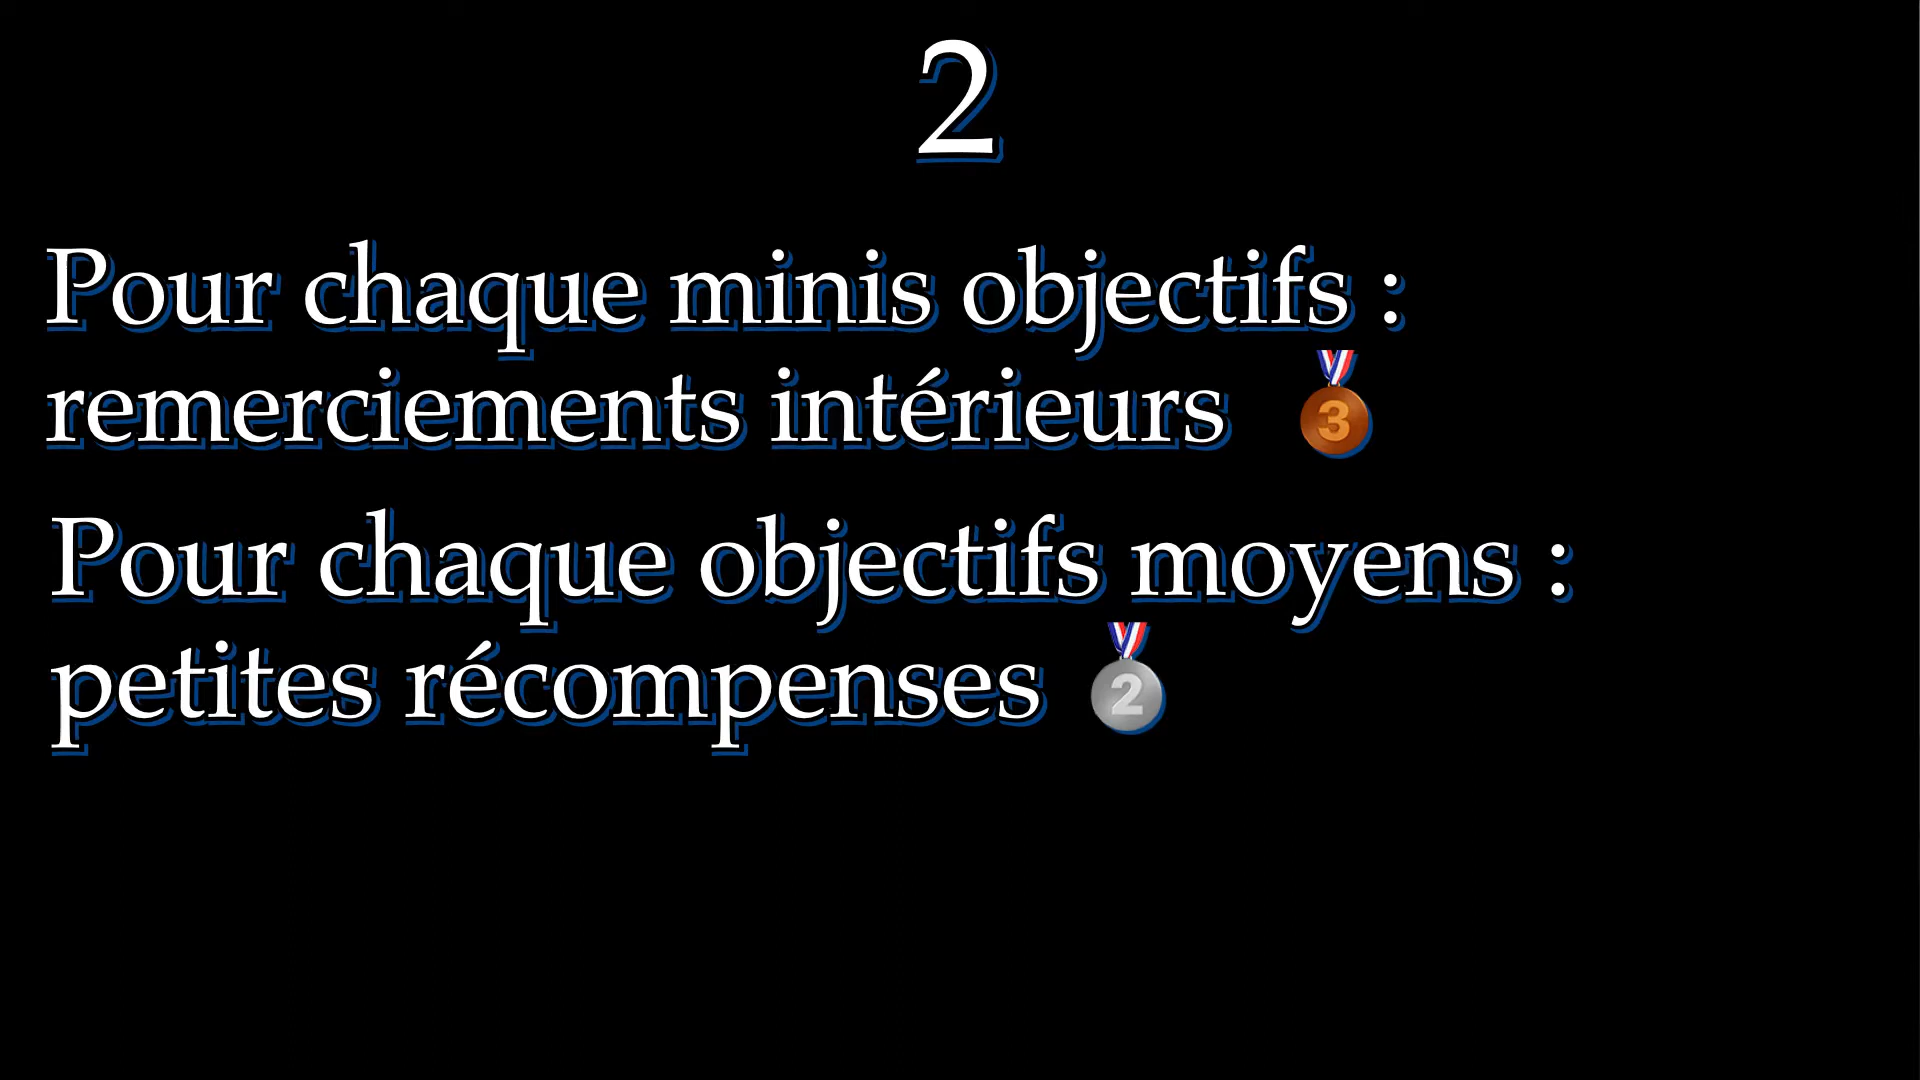 2
Pour chaque minis objectifs :
remerciements intérieurs 🥉
Pour chaque objectifs moyens :
petites récompenses 🥈